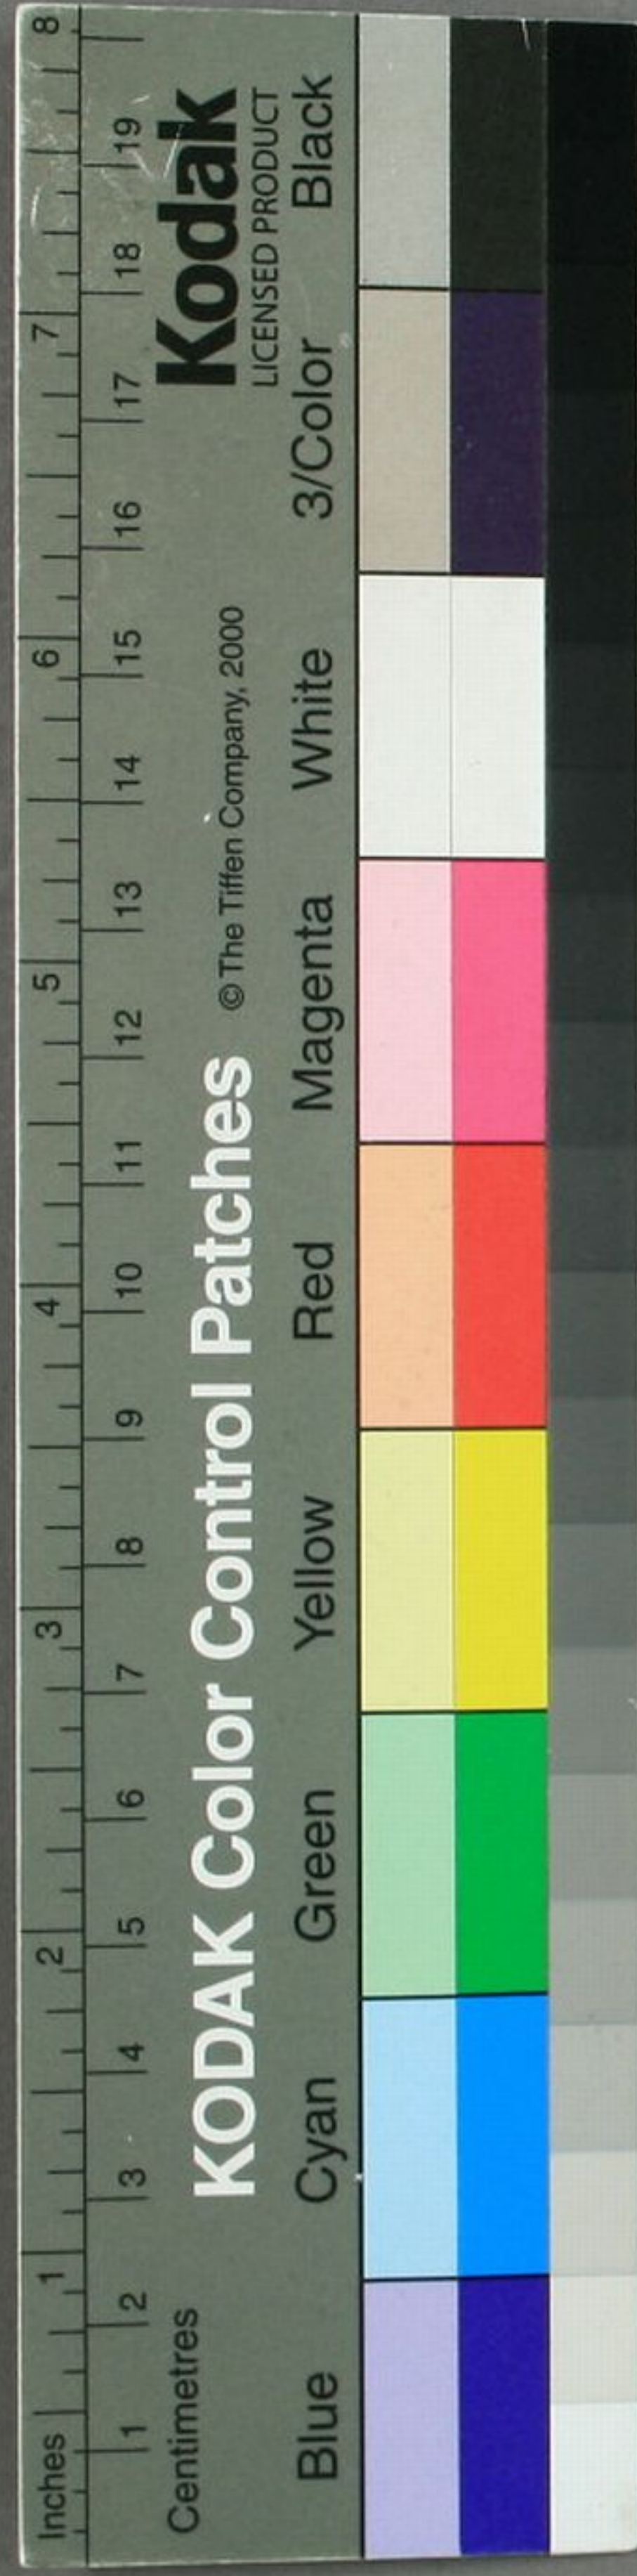 Inches 1 2 3 4 5 6 7 8
1 2 3 4 5 6 7 8 9 10 11 12 13 14 15 16 17 18 19
Centimetres
KODAK Color Control Patches © The Tiffen Company, 2000 Kodak
LICENSED PRODUCT
Blue Cyan Green Yellow Red Magenta White 3/Color Black